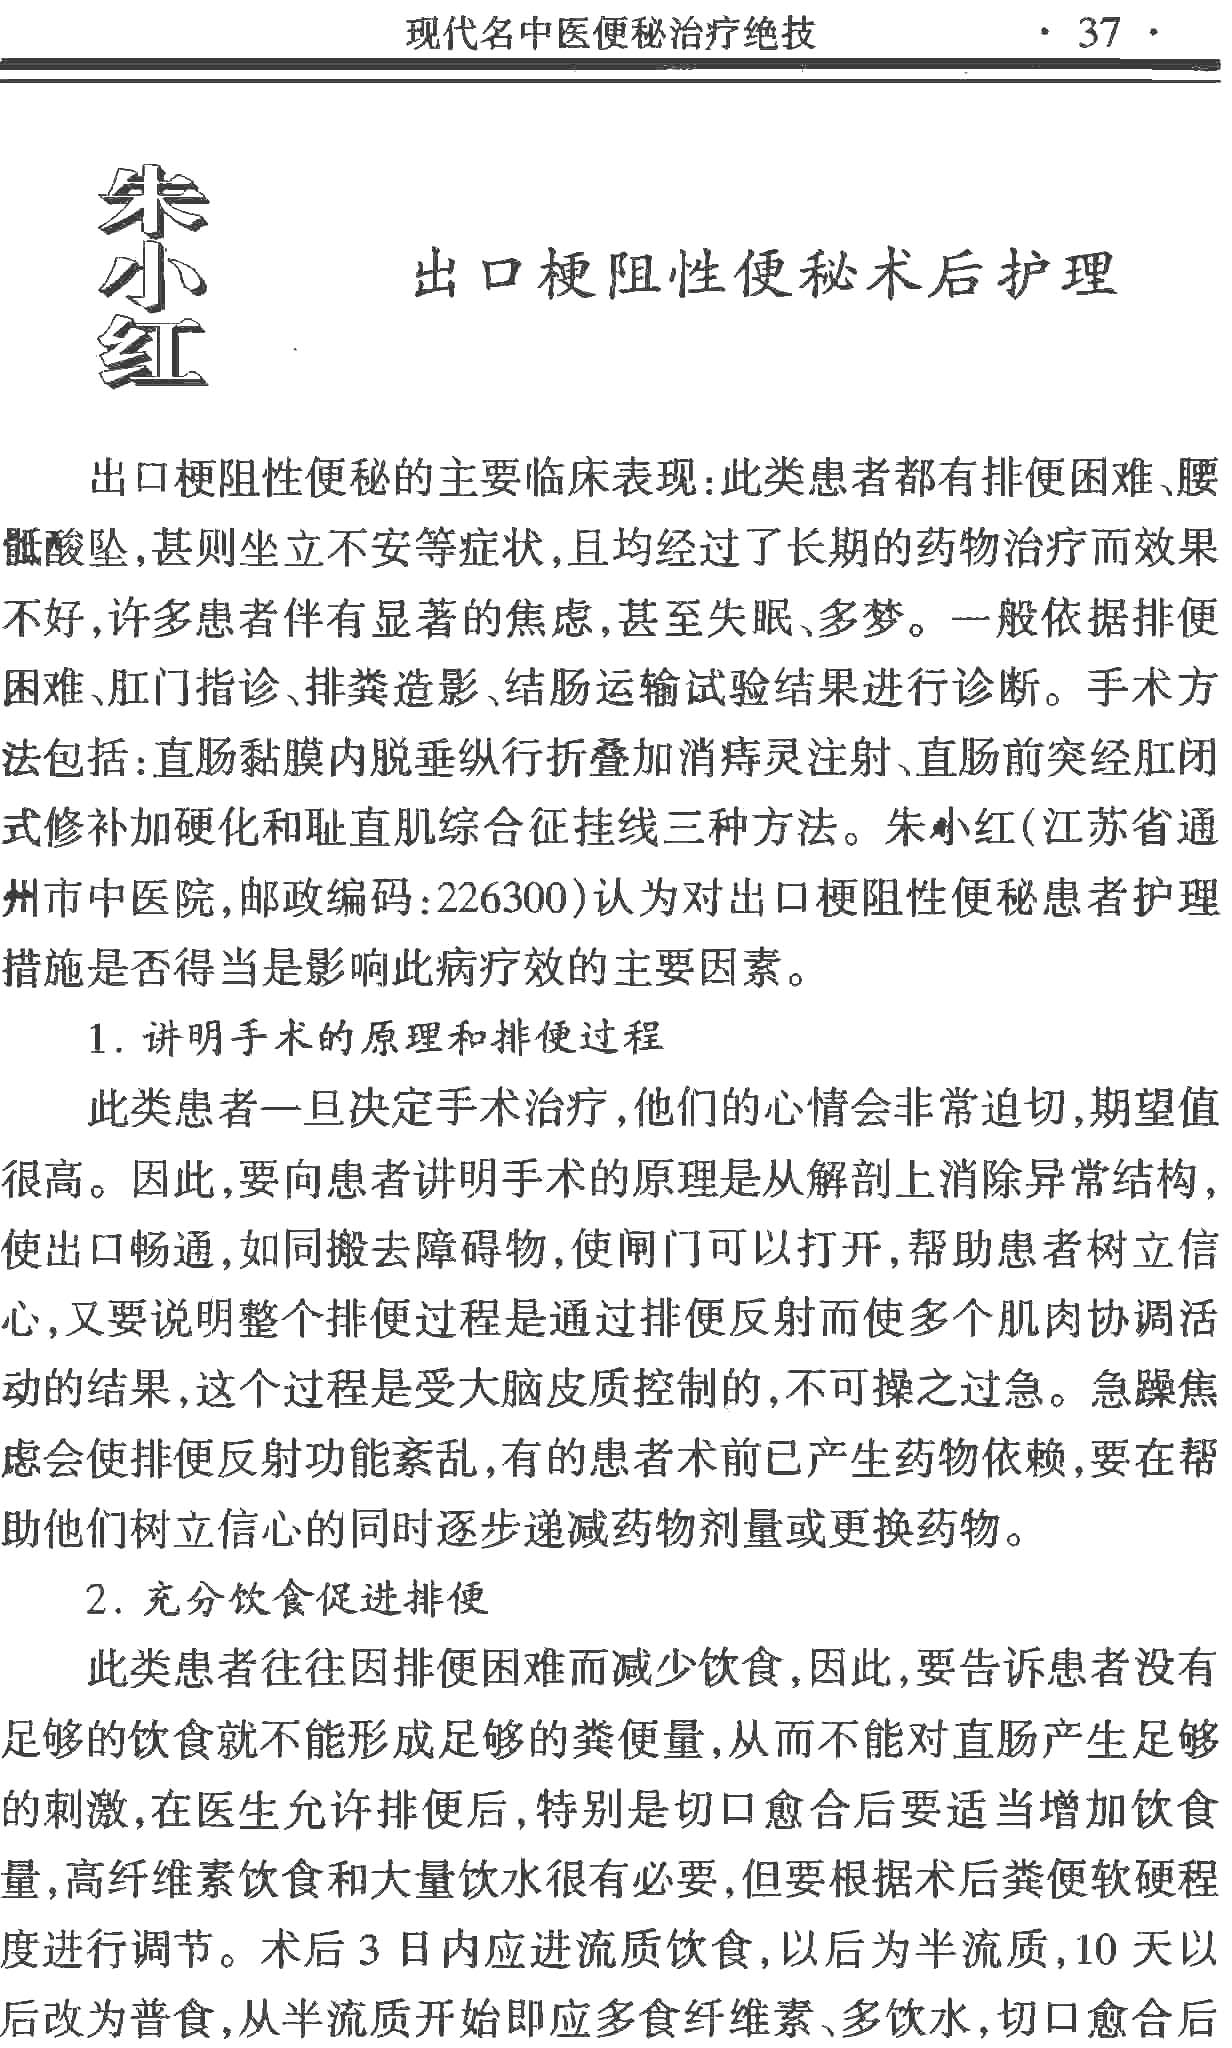 现代名中医便秘治疗绝技 · 37 ·
朱小红
出口梗阻性便秘术后护理
出口梗阻性便秘的主要临床表现：此类患者都有排便困难、腰
骶酸坠，甚则坐立不安等症状，且均经过了长期的药物治疗而效果
不好，许多患者伴有显著的焦虑，甚至失眠、多梦。一般依据排便
困难、肛门指诊、排粪造影、结肠运输试验结果进行诊断。手术方
法包括：直肠黏膜内脱垂纵行折叠加消痔灵注射、直肠前突经肛闭
式修补加硬化和耻直肌综合征挂线三种方法。朱小红（江苏省通
州市中医院，邮政编码：226300）认为对出口梗阻性便秘患者护理
措施是否得当是影响此病疗效的主要因素。
1. 讲明手术的原理和排便过程
此类患者一旦决定手术治疗，他们的心情会非常迫切，期望值
很高。因此，要向患者讲明手术的原理是从解剖上消除异常结构，
使出口畅通，如同搬去障碍物，使闸门可以打开，帮助患者树立信
心，又要说明整个排便过程是通过排便反射而使多个肌肉协调活
动的结果，这个过程是受大脑皮质控制的，不可操之过急。急躁焦
虑会使排便反射功能紊乱，有的患者术前已产生药物依赖，要在帮
助他们树立信心的同时逐步递减药物剂量或更换药物。
2. 充分饮食促进排便
此类患者往往因排便困难而减少饮食，因此，要告诉患者没有
足够的饮食就不能形成足够的粪便量，从而不能对直肠产生足够
的刺激，在医生允许排便后，特别是切口愈合后要适当增加饮食
量，高纤维素饮食和大量饮水很有必要，但要根据术后粪便软硬程
度进行调节。术后 3 日内应进流质饮食，以后为半流质，10 天以
后改为普食，从半流质开始即应多食纤维素、多饮水，切口愈合后